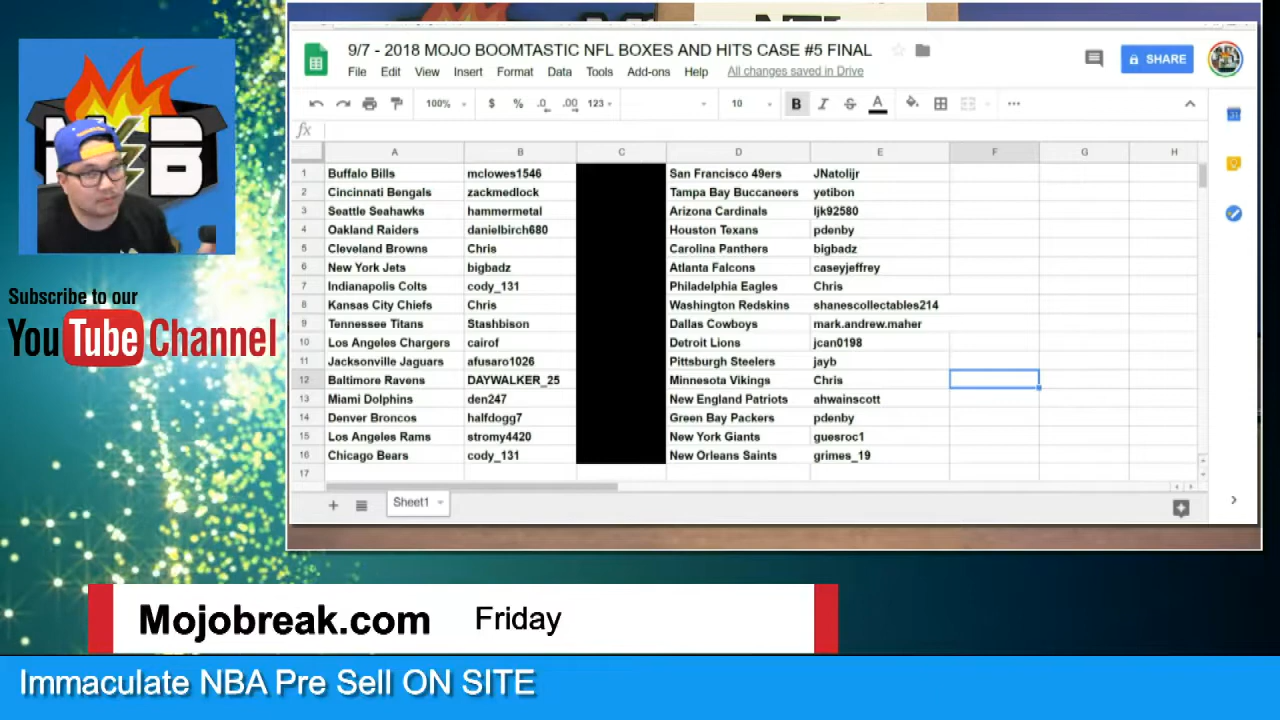 M B
Subscribe to our
YouTube Channel
9/7 - 2018 MOJO BOOMTASTIC NFL BOXES AND HITS CASE #5 FINAL
SHARE
File Edit View Insert Format Data Tools Add-ons Help All changes saved in Drive
100% $ % .0 .00 123 10 B I S A
fx
A B C D E F G H
1 Buffalo Bills mclowes1546 San Francisco 49ers JNatolijr
2 Cincinnati Bengals zackmedlock Tampa Bay Buccaneers yetibon
3 Seattle Seahawks hammermetal Arizona Cardinals ljk92580
4 Oakland Raiders danielbirch680 Houston Texans pdenby
5 Cleveland Browns Chris Carolina Panthers bigbadz
6 New York Jets bigbadz Atlanta Falcons caseyjeffrey
7 Indianapolis Colts cody_131 Philadelphia Eagles Chris
8 Kansas City Chiefs Chris Washington Redskins shanescollectables214
9 Tennessee Titans Stashbison Dallas Cowboys mark.andrew.maher
10 Los Angeles Chargers cairof Detroit Lions jcan0198
11 Jacksonville Jaguars afusaro1026 Pittsburgh Steelers jayb
12 Baltimore Ravens DAYWALKER_25 Minnesota Vikings Chris
13 Miami Dolphins den247 New England Patriots ahwainscott
14 Denver Broncos halfdogg7 Green Bay Packers pdenby
15 Los Angeles Rams stromy4420 New York Giants guesroc1
16 Chicago Bears cody_131 New Orleans Saints grimes_19
17
Sheet1
Mojobreak.com Friday
Immaculate NBA Pre Sell ON SITE